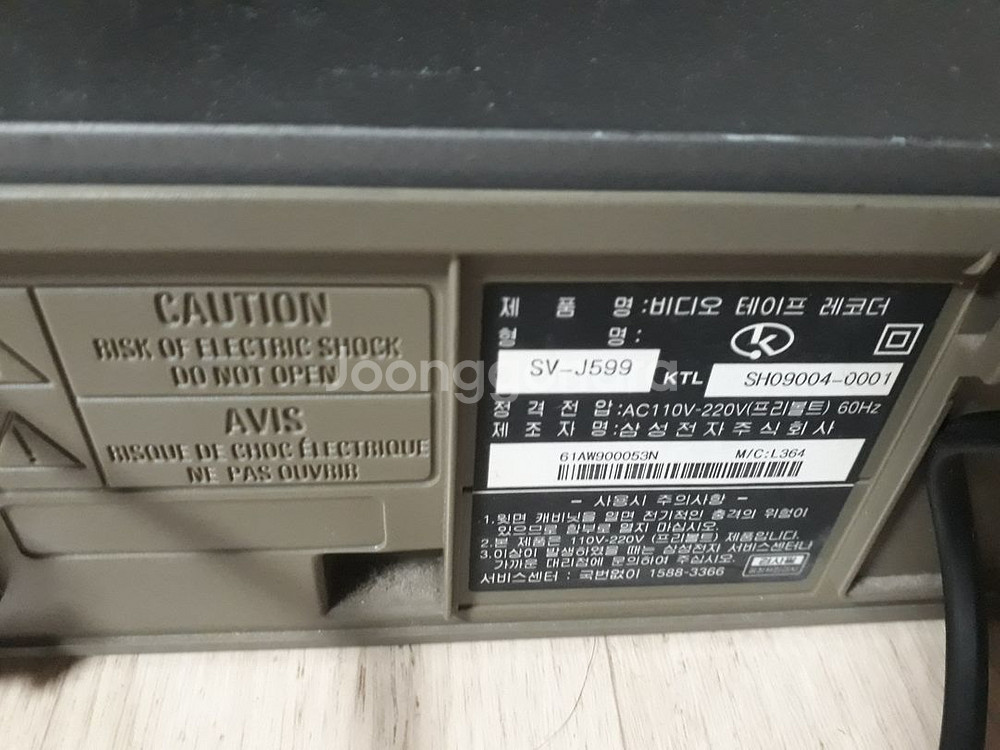 CAUTION
RISK OF ELECTRIC SHOCK
DO NOT OPEN
AVIS
RISQUE DE CHOC ÉLECTRIQUE
NE PAS OUVRIR
제 품 명 :비디오 테이프 레코더
형 명 :
SV-J599
KTL SH09004-0001
정 격 전 압 :AC110V-220V(프리볼트) 60Hz
제 조 자 명 :삼성전자주식회사
61AW900053N M/C:L364
- 사용시 주의사항 -
1.윗면 캐비닛을 열면 전기적인 충격의 위험이
있으므로 함부로 열지 마십시오.
2.본 제품은 110V-220V (프리볼트) 제품입니다.
3.이상이 발생하였을 때는 삼성전자 서비스센터나
가까운 대리점에 문의하여 주십시오.
서비스센터 : 국번없이 1588-3366
검사필